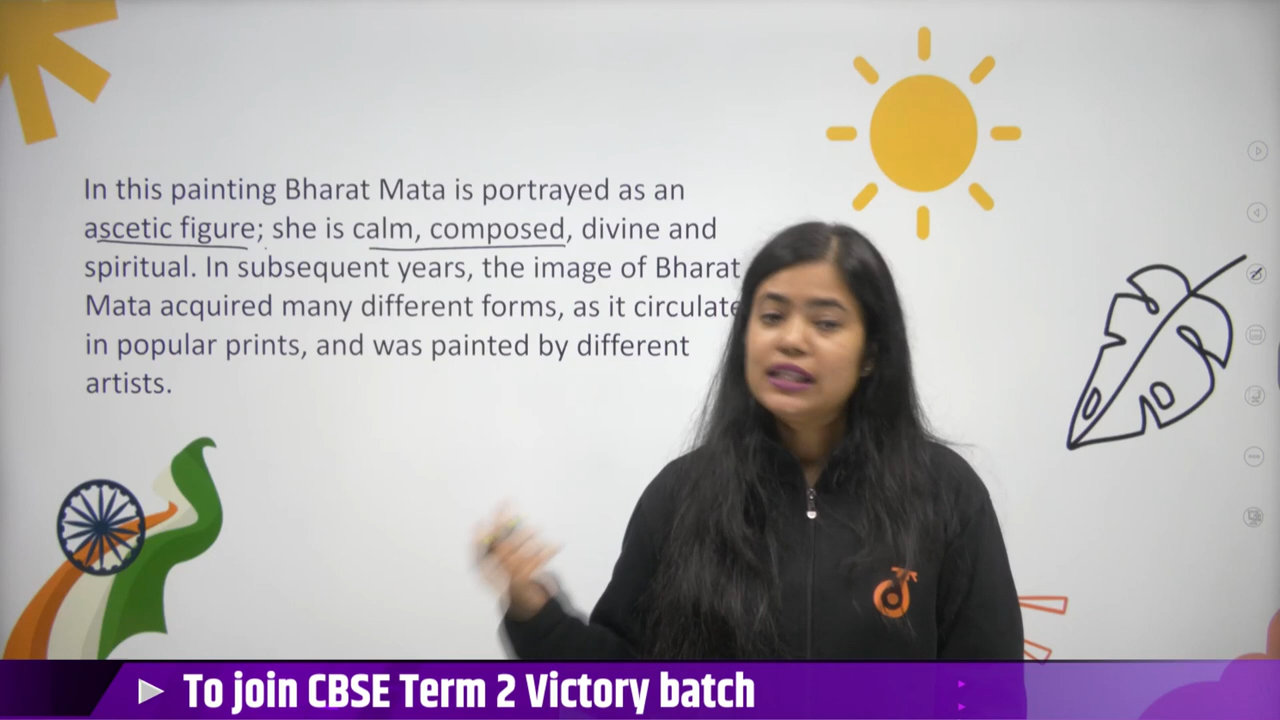 In this painting Bharat Mata is portrayed as an
ascetic figure; she is calm, composed, divine and
spiritual. In subsequent years, the image of Bharat
Mata acquired many different forms, as it circulate
in popular prints, and was painted by different
artists.
To join CBSE Term 2 Victory batch